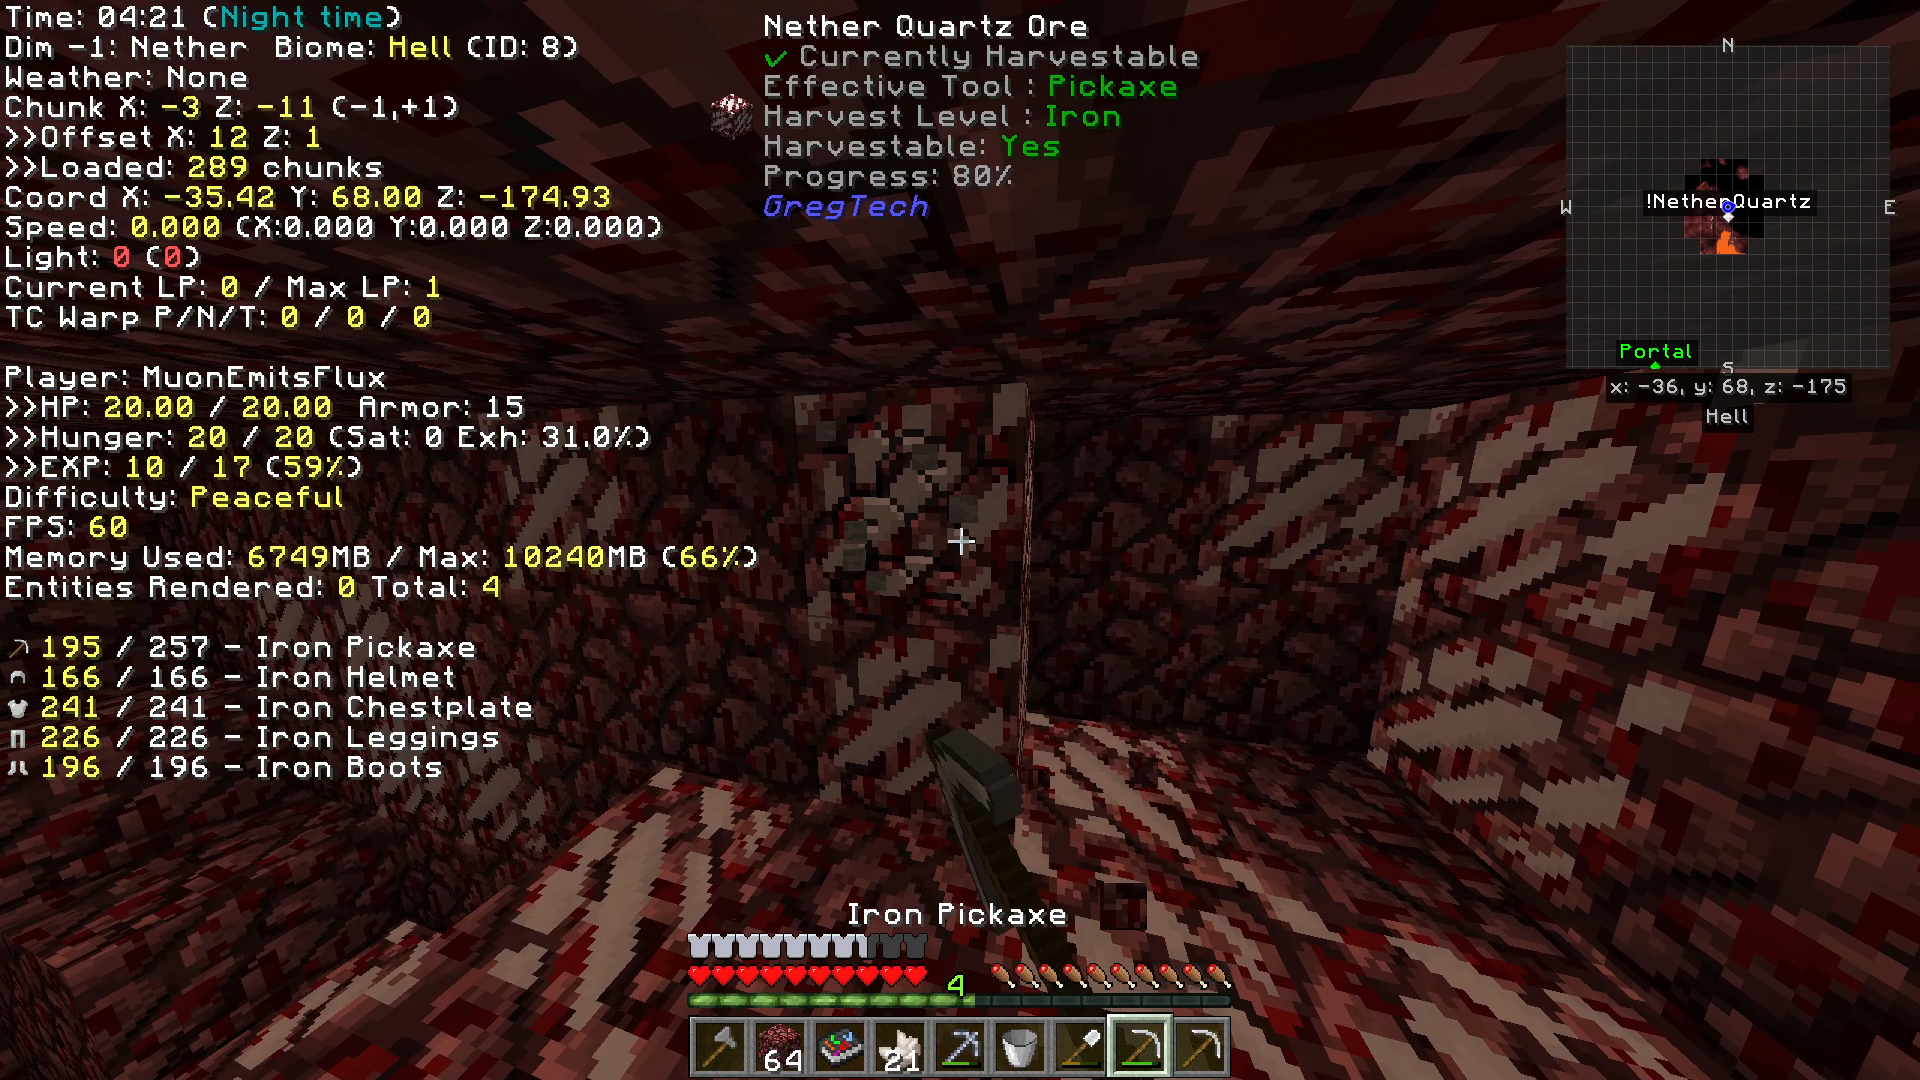 Time: 04:21 (Night time)
Dim -1: Nether  Biome: Hell (ID: 8)
Weather: None
Chunk X: -3 Z: -11 (-1,+1)
>>Offset X: 12 Z: 1
>>Loaded: 289 chunks
Coord X: -35.42 Y: 68.00 Z: -174.93
Speed: 0.000 (X:0.000 Y:0.000 Z:0.000)
Light: 0 (0)
Current LP: 0 / Max LP: 1
TC Warp P/N/T: 0 / 0 / 0
Player: MuonEmitsFlux
>>HP: 20.00 / 20.00  Armor: 15
>>Hunger: 20 / 20 (Sat: 0 Exh: 31.0%)
>>EXP: 10 / 17 (59%)
Difficulty: Peaceful
FPS: 60
Memory Used: 6749MB / Max: 10240MB (66%)
Entities Rendered: 0 Total: 4
195 / 257 - Iron Pickaxe
166 / 166 - Iron Helmet
241 / 241 - Iron Chestplate
226 / 226 - Iron Leggings
196 / 196 - Iron Boots
Nether Quartz Ore
✓ Currently Harvestable
Effective Tool : Pickaxe
Harvest Level : Iron
Harvestable: Yes
Progress: 80%
GregTech
N
W
!NetherQuartz
E
Portal
S
x: -36, y: 68, z: -175
Hell
Iron Pickaxe
4
64
21